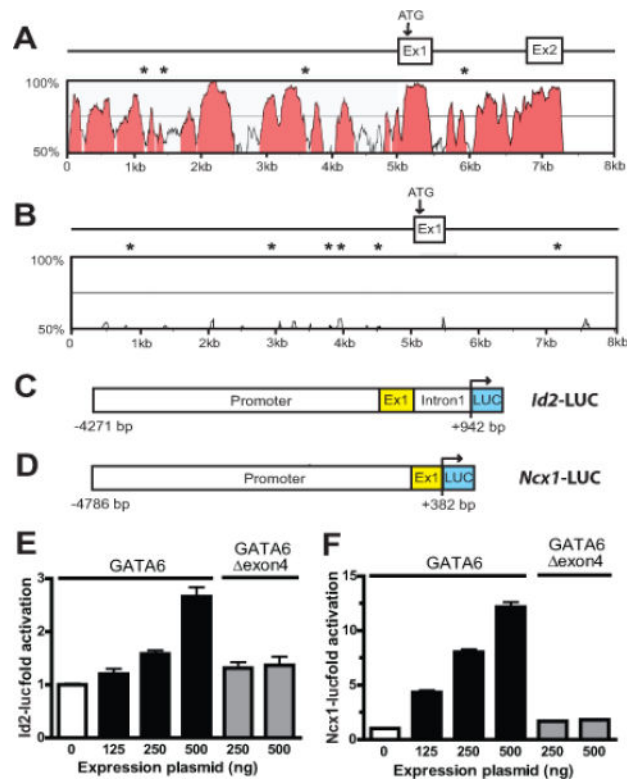 A
ATG
Ex1
Ex2
* * * *
100%
50%
0 1kb 2kb 3kb 4kb 5kb 6kb 7kb 8kb
B
ATG
Ex1
* * * * * *
100%
50%
0 1kb 2kb 3kb 4kb 5kb 6kb 7kb 8kb
C
Promoter Ex1 Intron1 LUC
Id2-LUC
-4271 bp +942 bp
D
Promoter Ex1 LUC
Ncx1-LUC
-4786 bp +382 bp
E
GATA6
GATA6 Δexon4
Id2-lucfold activation
3
2
1
0
0 125 250 500 250 500
Expression plasmid (ng)
F
GATA6
GATA6 Δexon4
Ncx1-lucfold activation
15
10
5
0
0 125 250 500 250 500
Expression plasmid (ng)